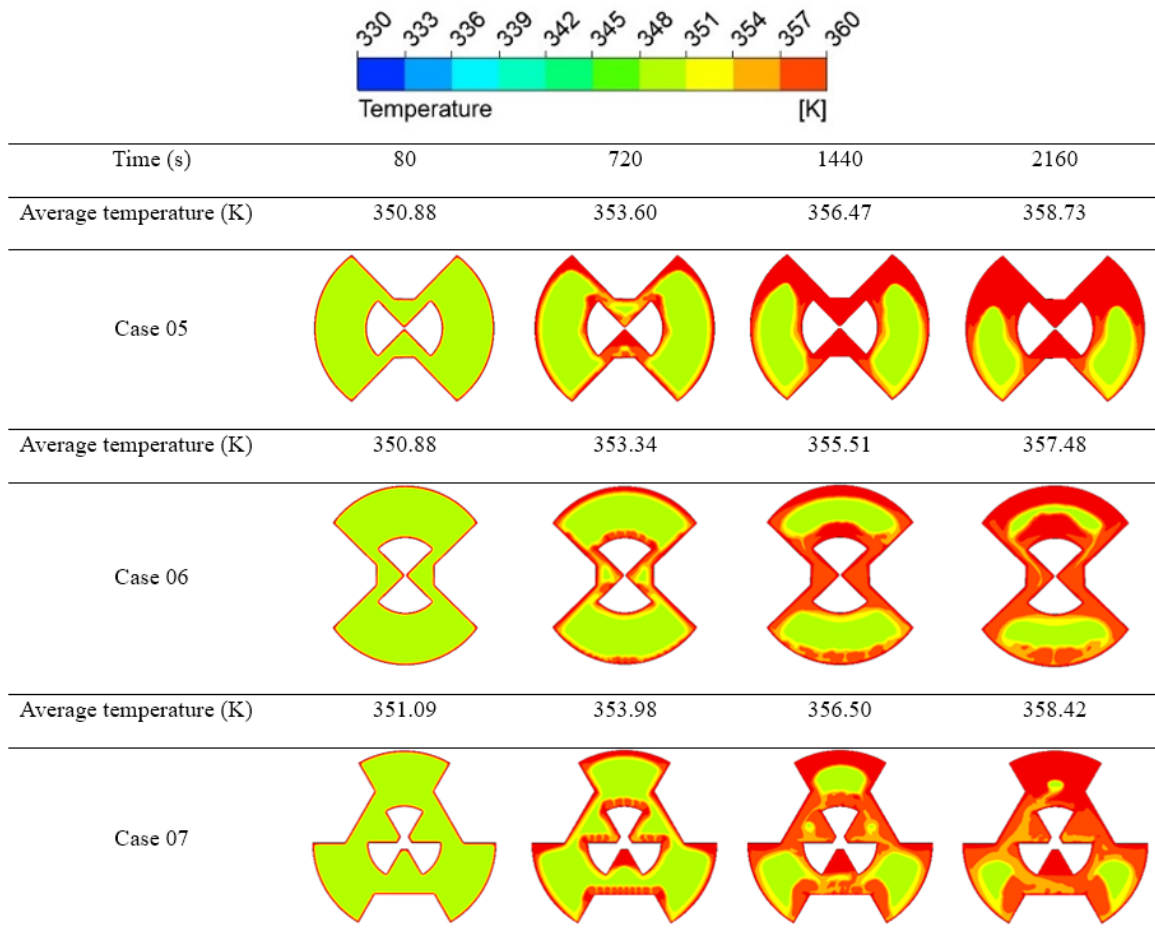 330 333 336 339 342 345 348 351 354 357 360
Temperature [K]
Time (s) 80 720 1440 2160
Average temperature (K) 350.88 353.60 356.47 358.73
Case 05
Average temperature (K) 350.88 353.34 355.51 357.48
Case 06
Average temperature (K) 351.09 353.98 356.50 358.42
Case 07